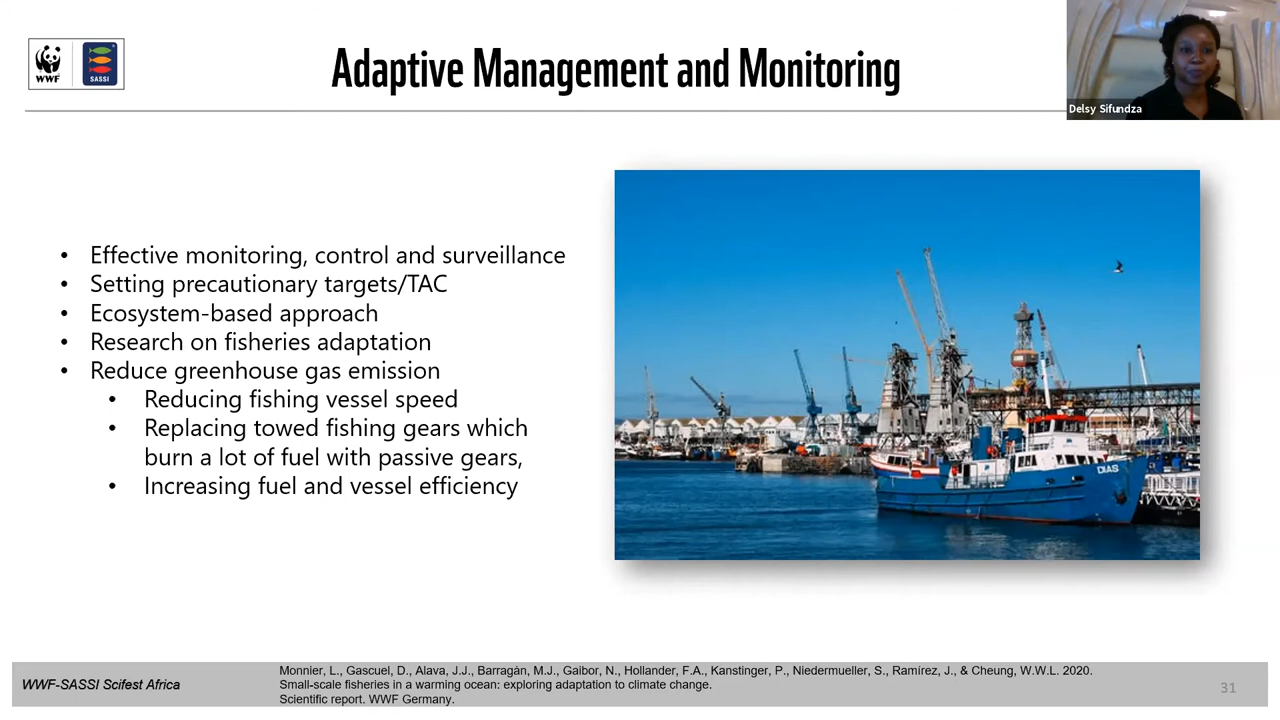 WWF
SASSI
Adaptive Management and Monitoring
Delsy Sifundza
• Effective monitoring, control and surveillance
• Setting precautionary targets/TAC
• Ecosystem-based approach
• Research on fisheries adaptation
• Reduce greenhouse gas emission
• Reducing fishing vessel speed
• Replacing towed fishing gears which
burn a lot of fuel with passive gears,
• Increasing fuel and vessel efficiency
DIAS
WWF-SASSI Scifest Africa
Monnier, L., Gascuel, D., Alava, J.J., Barragán, M.J., Gaibor, N., Hollander, F.A., Kanstinger, P., Niedermueller, S., Ramírez, J., & Cheung, W.W.L. 2020.
Small-scale fisheries in a warming ocean: exploring adaptation to climate change.
Scientific report. WWF Germany.
31